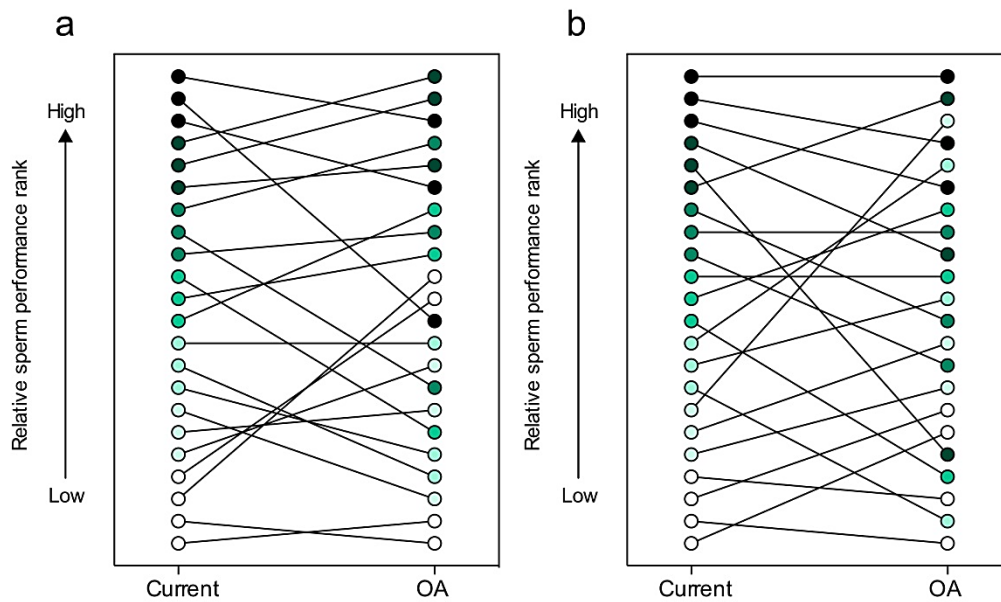 a
High
Relative sperm performance rank
Low
Current OA
b
High
Relative sperm performance rank
Low
Current OA